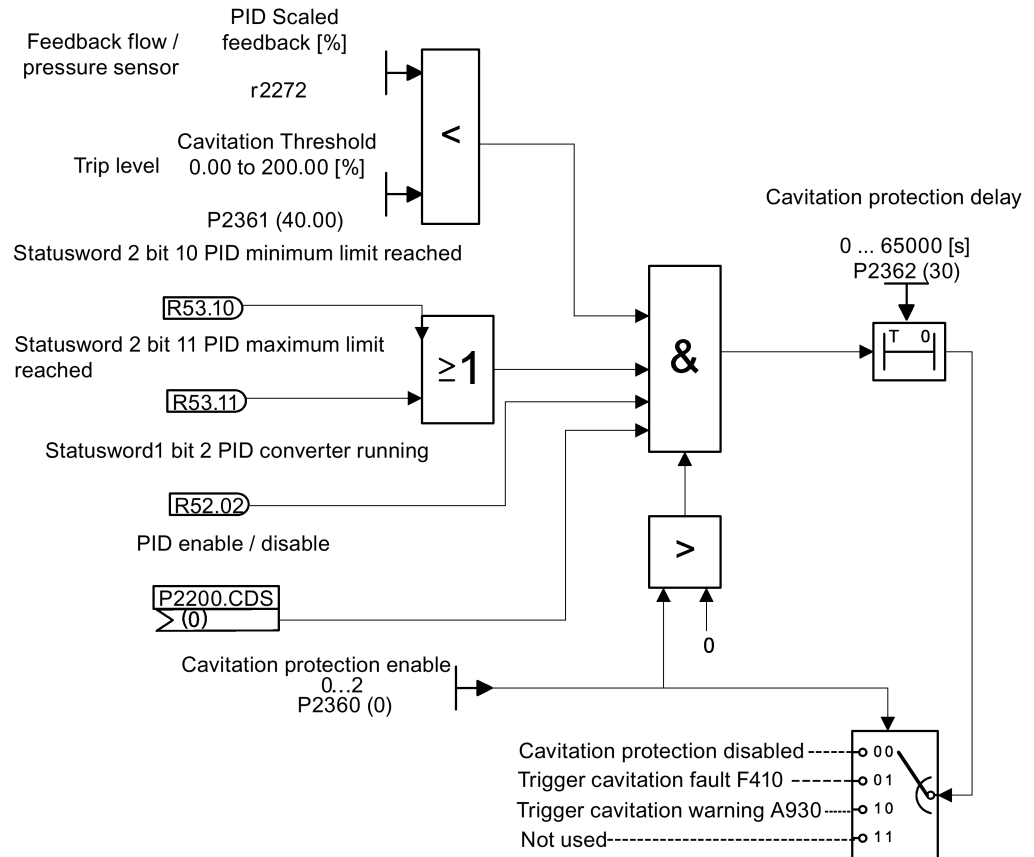 PID Scaled
feedback [%]
Feedback flow /
pressure sensor
r2272
<
Cavitation Threshold
Trip level 0.00 to 200.00 [%]
P2361 (40.00)
Cavitation protection delay
0 ... 65000 [s]
P2362 (30)
Statusword 2 bit 10 PID minimum limit reached
R53.10
T 0
Statusword 2 bit 11 PID maximum limit
reached
≥1
&
R53.11
Statusword1 bit 2 PID converter running
R52.02
PID enable / disable
>
P2200.CDS
(0)
0
Cavitation protection enable
0...2
P2360 (0)
Cavitation protection disabled 00
Trigger cavitation fault F410 01
Trigger cavitation warning A930 10
Not used 11